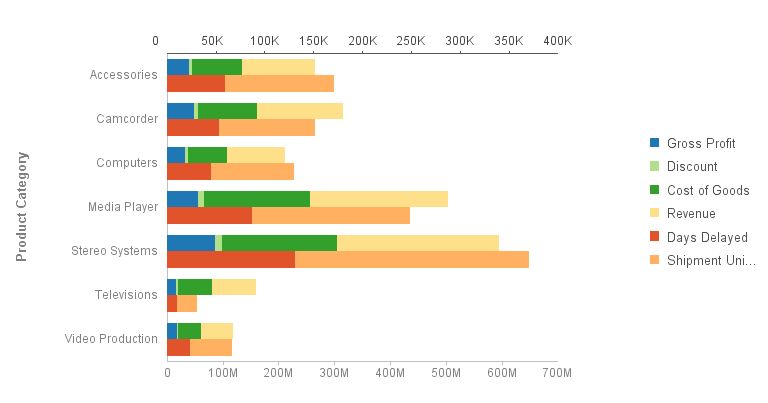 0 50K 100K 150K 200K 250K 300K 350K 400K
Product Category
Accessories
Camcorder
Computers
Media Player
Stereo Systems
Televisions
Video Production
0 100M 200M 300M 400M 500M 600M 700M
Gross Profit
Discount
Cost of Goods
Revenue
Days Delayed
Shipment Uni...